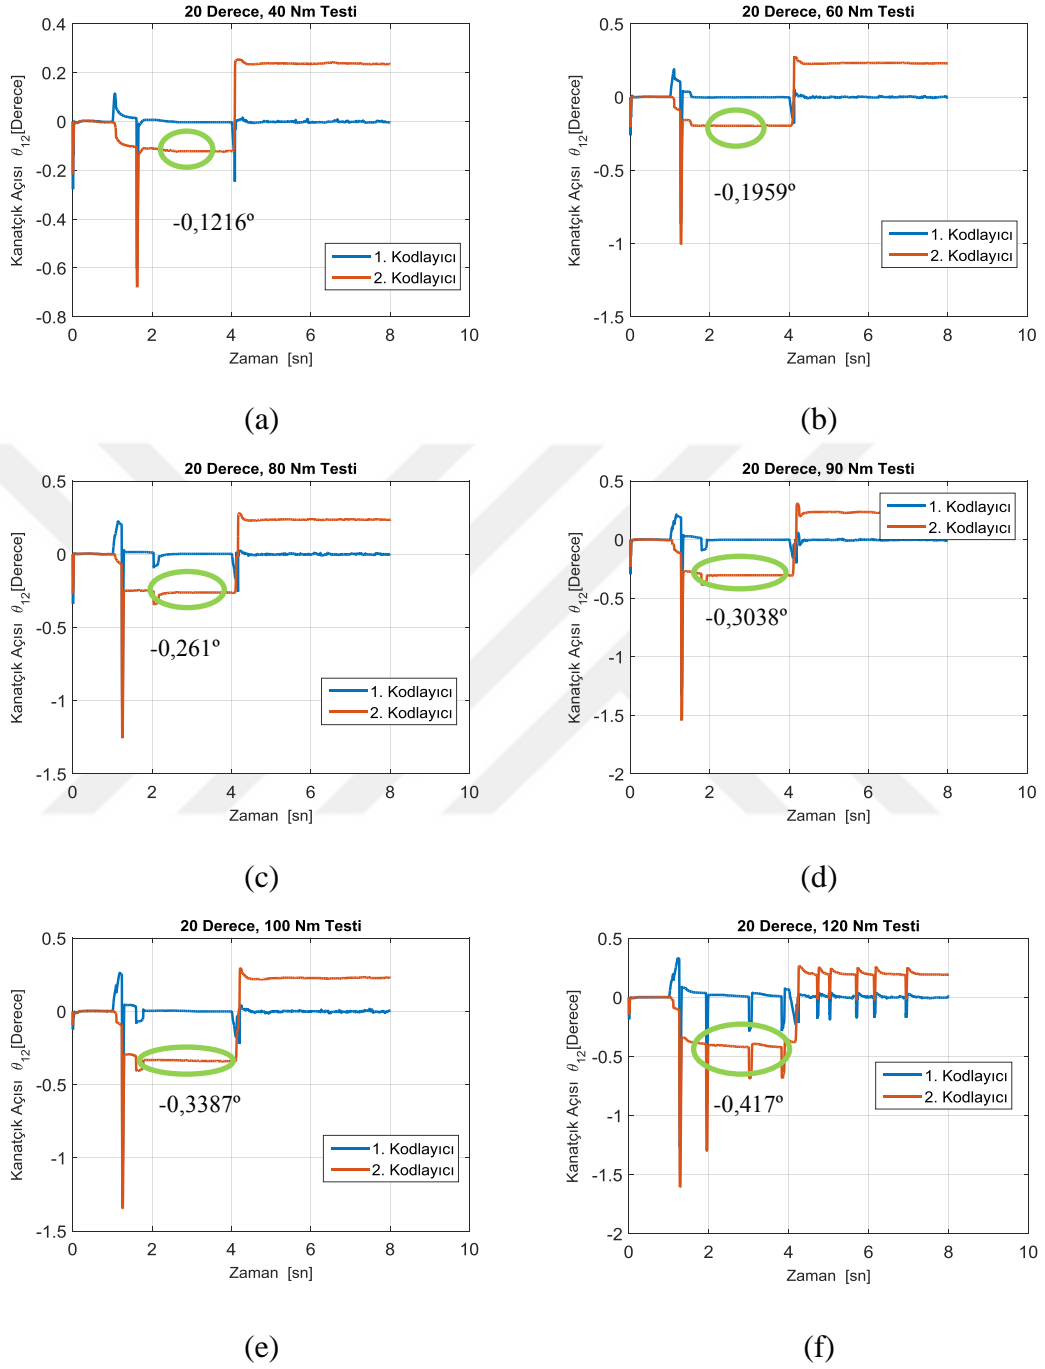 20 Derece, 40 Nm Testi
0.4
0.2
0
-0.2
-0.4
-0.6
-0.8
Kanatçık Açısı θ12[Derece]
-0,1216º
1. Kodlayıcı
2. Kodlayıcı
0 2 4 6 8 10
Zaman [sn]
(a)
20 Derece, 60 Nm Testi
0.5
0
-0.5
-1
-1.5
Kanatçık Açısı θ12[Derece]
-0,1959º
1. Kodlayıcı
2. Kodlayıcı
0 2 4 6 8 10
Zaman [sn]
(b)
20 Derece, 80 Nm Testi
0.5
0
-0.5
-1
-1.5
Kanatçık Açısı θ12[Derece]
-0,261º
1. Kodlayıcı
2. Kodlayıcı
0 2 4 6 8 10
Zaman [sn]
(c)
20 Derece, 90 Nm Testi
0.5
0
-0.5
-1
-1.5
-2
Kanatçık Açısı θ12[Derece]
1. Kodlayıcı
2. Kodlayıcı
-0,3038º
0 2 4 6 8 10
Zaman [sn]
(d)
20 Derece, 100 Nm Testi
0.5
0
-0.5
-1
-1.5
Kanatçık Açısı θ12[Derece]
-0,3387º
1. Kodlayıcı
2. Kodlayıcı
0 2 4 6 8 10
Zaman [sn]
(e)
20 Derece, 120 Nm Testi
0.5
0
-0.5
-1
-1.5
-2
Kanatçık Açısı θ12[Derece]
-0,417º
1. Kodlayıcı
2. Kodlayıcı
0 2 4 6 8 10
Zaman [sn]
(f)